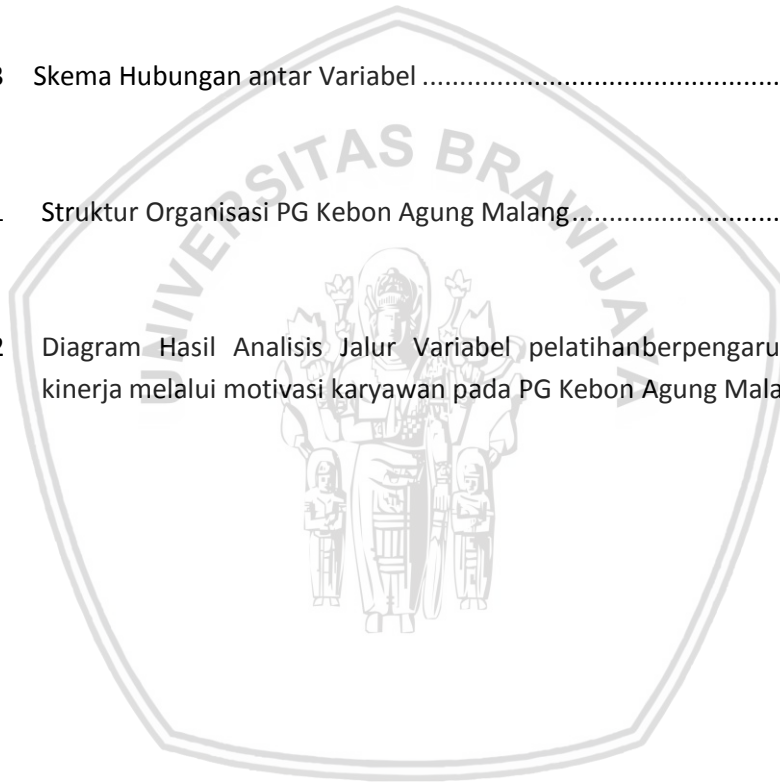 3 Skema Hubungan antar Variabel ...............................................
1 Struktur Organisasi PG Kebon Agung Malang...........................
2 Diagram Hasil Analisis Jalur Variabel pelatihanberpengaru
kinerja melalui motivasi karyawan pada PG Kebon Agung Mala
UNIVERSITAS BRAWIJAYA